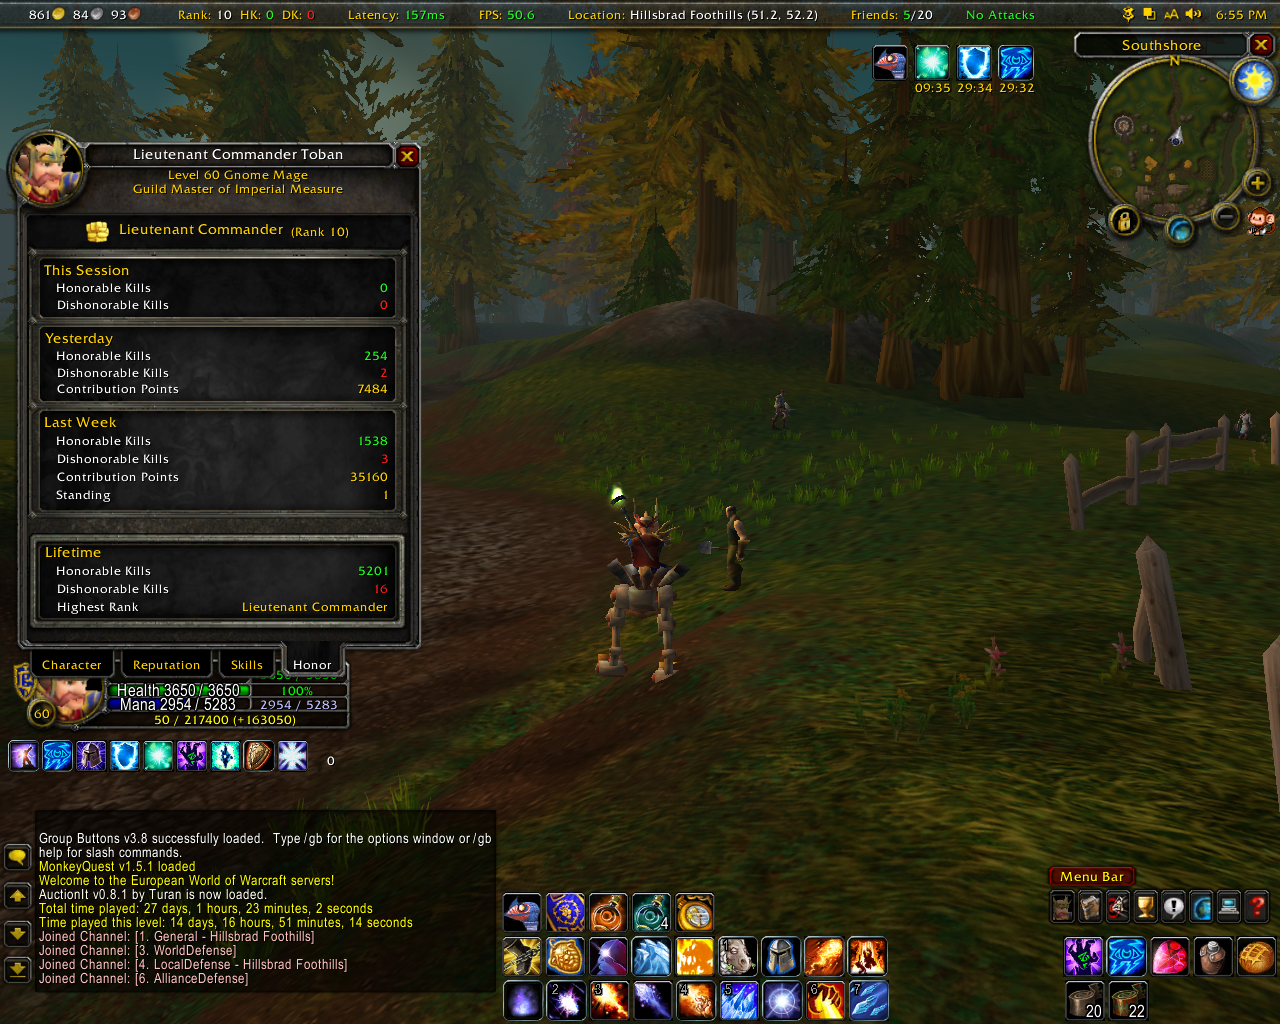 861 84 93 Rank: 10 HK: 0 DK: 0 Latency: 157ms FPS: 50.6 Location: Hillsbrad Foothills (51.2, 52.2) Friends: 5/20 No Attacks 6:55 PM
Southshore
N
09:35 29:34 29:32
Lieutenant Commander Toban
Level 60 Gnome Mage
Guild Master of Imperial Measure
Lieutenant Commander (Rank 10)
This Session
Honorable Kills 0
Dishonorable Kills 0
Yesterday
Honorable Kills 254
Dishonorable Kills 2
Contribution Points 7484
Last Week
Honorable Kills 1538
Dishonorable Kills 3
Contribution Points 35160
Standing 1
Lifetime
Honorable Kills 5201
Dishonorable Kills 16
Highest Rank Lieutenant Commander
Character Reputation Skills Honor
Health 3650 / 3650 100%
Mana 2954 / 5283 2954 / 5283
60
50 / 217400 (+163050)
0
Group Buttons v3.8 successfully loaded. Type /gb for the options window or /gb
help for slash commands.
MonkeyQuest v1.5.1 loaded
Welcome to the European World of Warcraft servers!
AuctionIt v0.8.1 by Turan is now loaded.
Total time played: 27 days, 1 hours, 23 minutes, 2 seconds
Time played this level: 14 days, 16 hours, 51 minutes, 14 seconds
Joined Channel: [1. General - Hillsbrad Foothills]
Joined Channel: [3. WorldDefense]
Joined Channel: [4. LocalDefense - Hillsbrad Foothills]
Joined Channel: [6. AllianceDefense]
4
1
2 3 4 5 6 7
Menu Bar
20 22